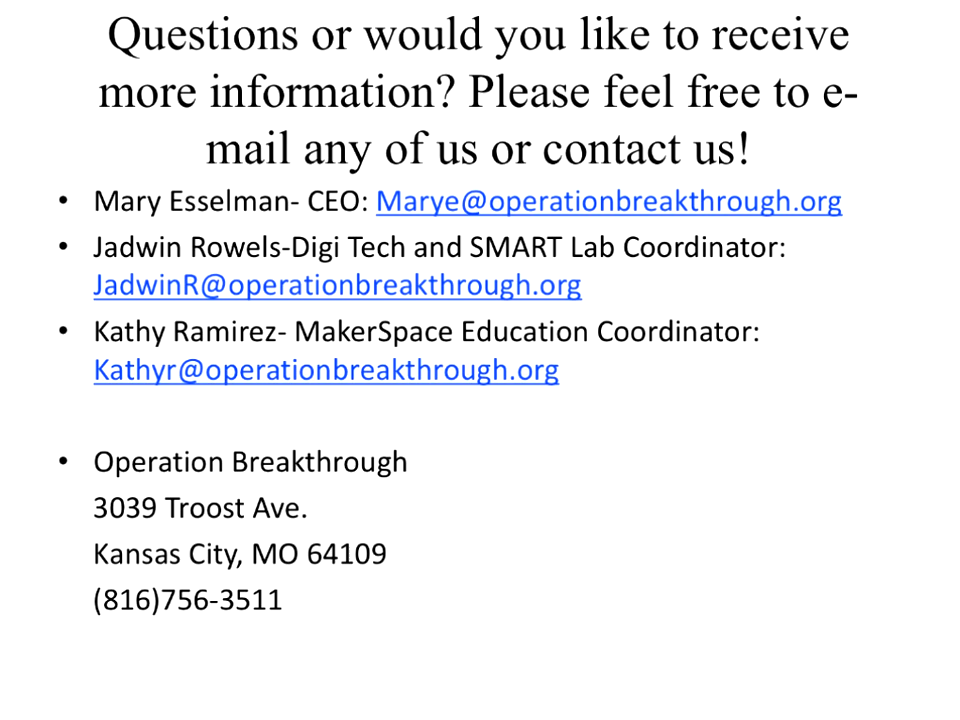 Questions or would you like to receive
more information? Please feel free to e-
mail any of us or contact us!
• Mary Esselman- CEO: Marye@operationbreakthrough.org
• Jadwin Rowels-Digi Tech and SMART Lab Coordinator:
JadwinR@operationbreakthrough.org
• Kathy Ramirez- MakerSpace Education Coordinator:
Kathyr@operationbreakthrough.org
• Operation Breakthrough
3039 Troost Ave.
Kansas City, MO 64109
(816)756-3511